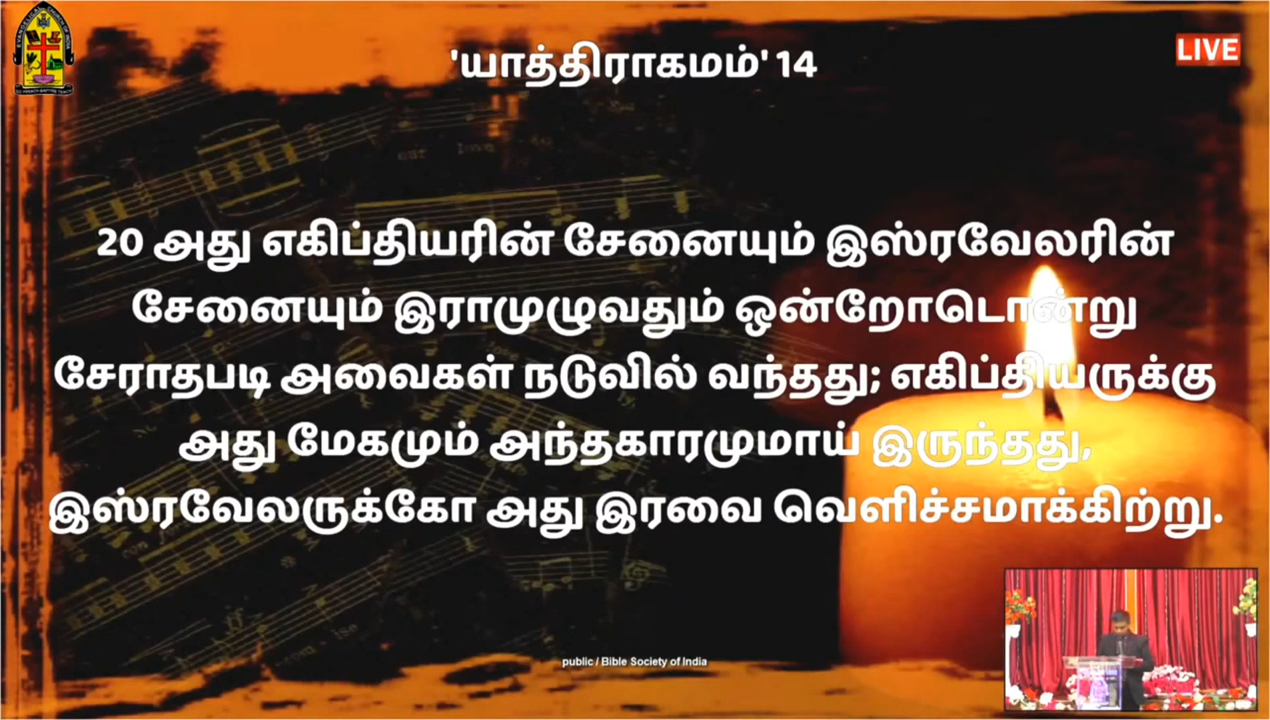 'யாத்திராகமம்' 14
LIVE
20 அது எகிப்தியரின் சேனையும் இஸ்ரவேலரின்
சேனையும் இராமுழுவதும் ஒன்றோடொன்று
சேராதபடி அவைகள் நடுவில் வந்தது; எகிப்தியருக்கு
அது மேகமும் அந்தகாரமுமாய் இருந்தது,
இஸ்ரவேலருக்கோ அது இரவை வெளிச்சமாக்கிற்று.
public / Bible Society of India